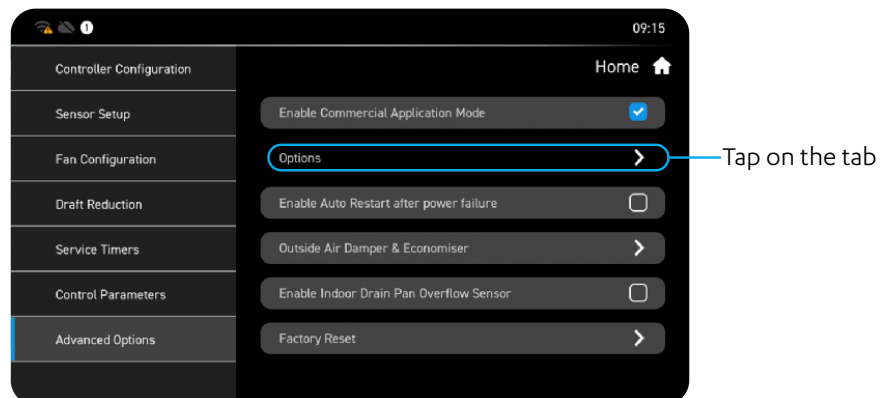 1 09:15
Home
Controller Configuration
Sensor Setup
Fan Configuration
Draft Reduction
Service Timers
Control Parameters
Advanced Options
Enable Commercial Application Mode
Options
Enable Auto Restart after power failure
Outside Air Damper & Economiser
Enable Indoor Drain Pan Overflow Sensor
Factory Reset
Tap on the tab